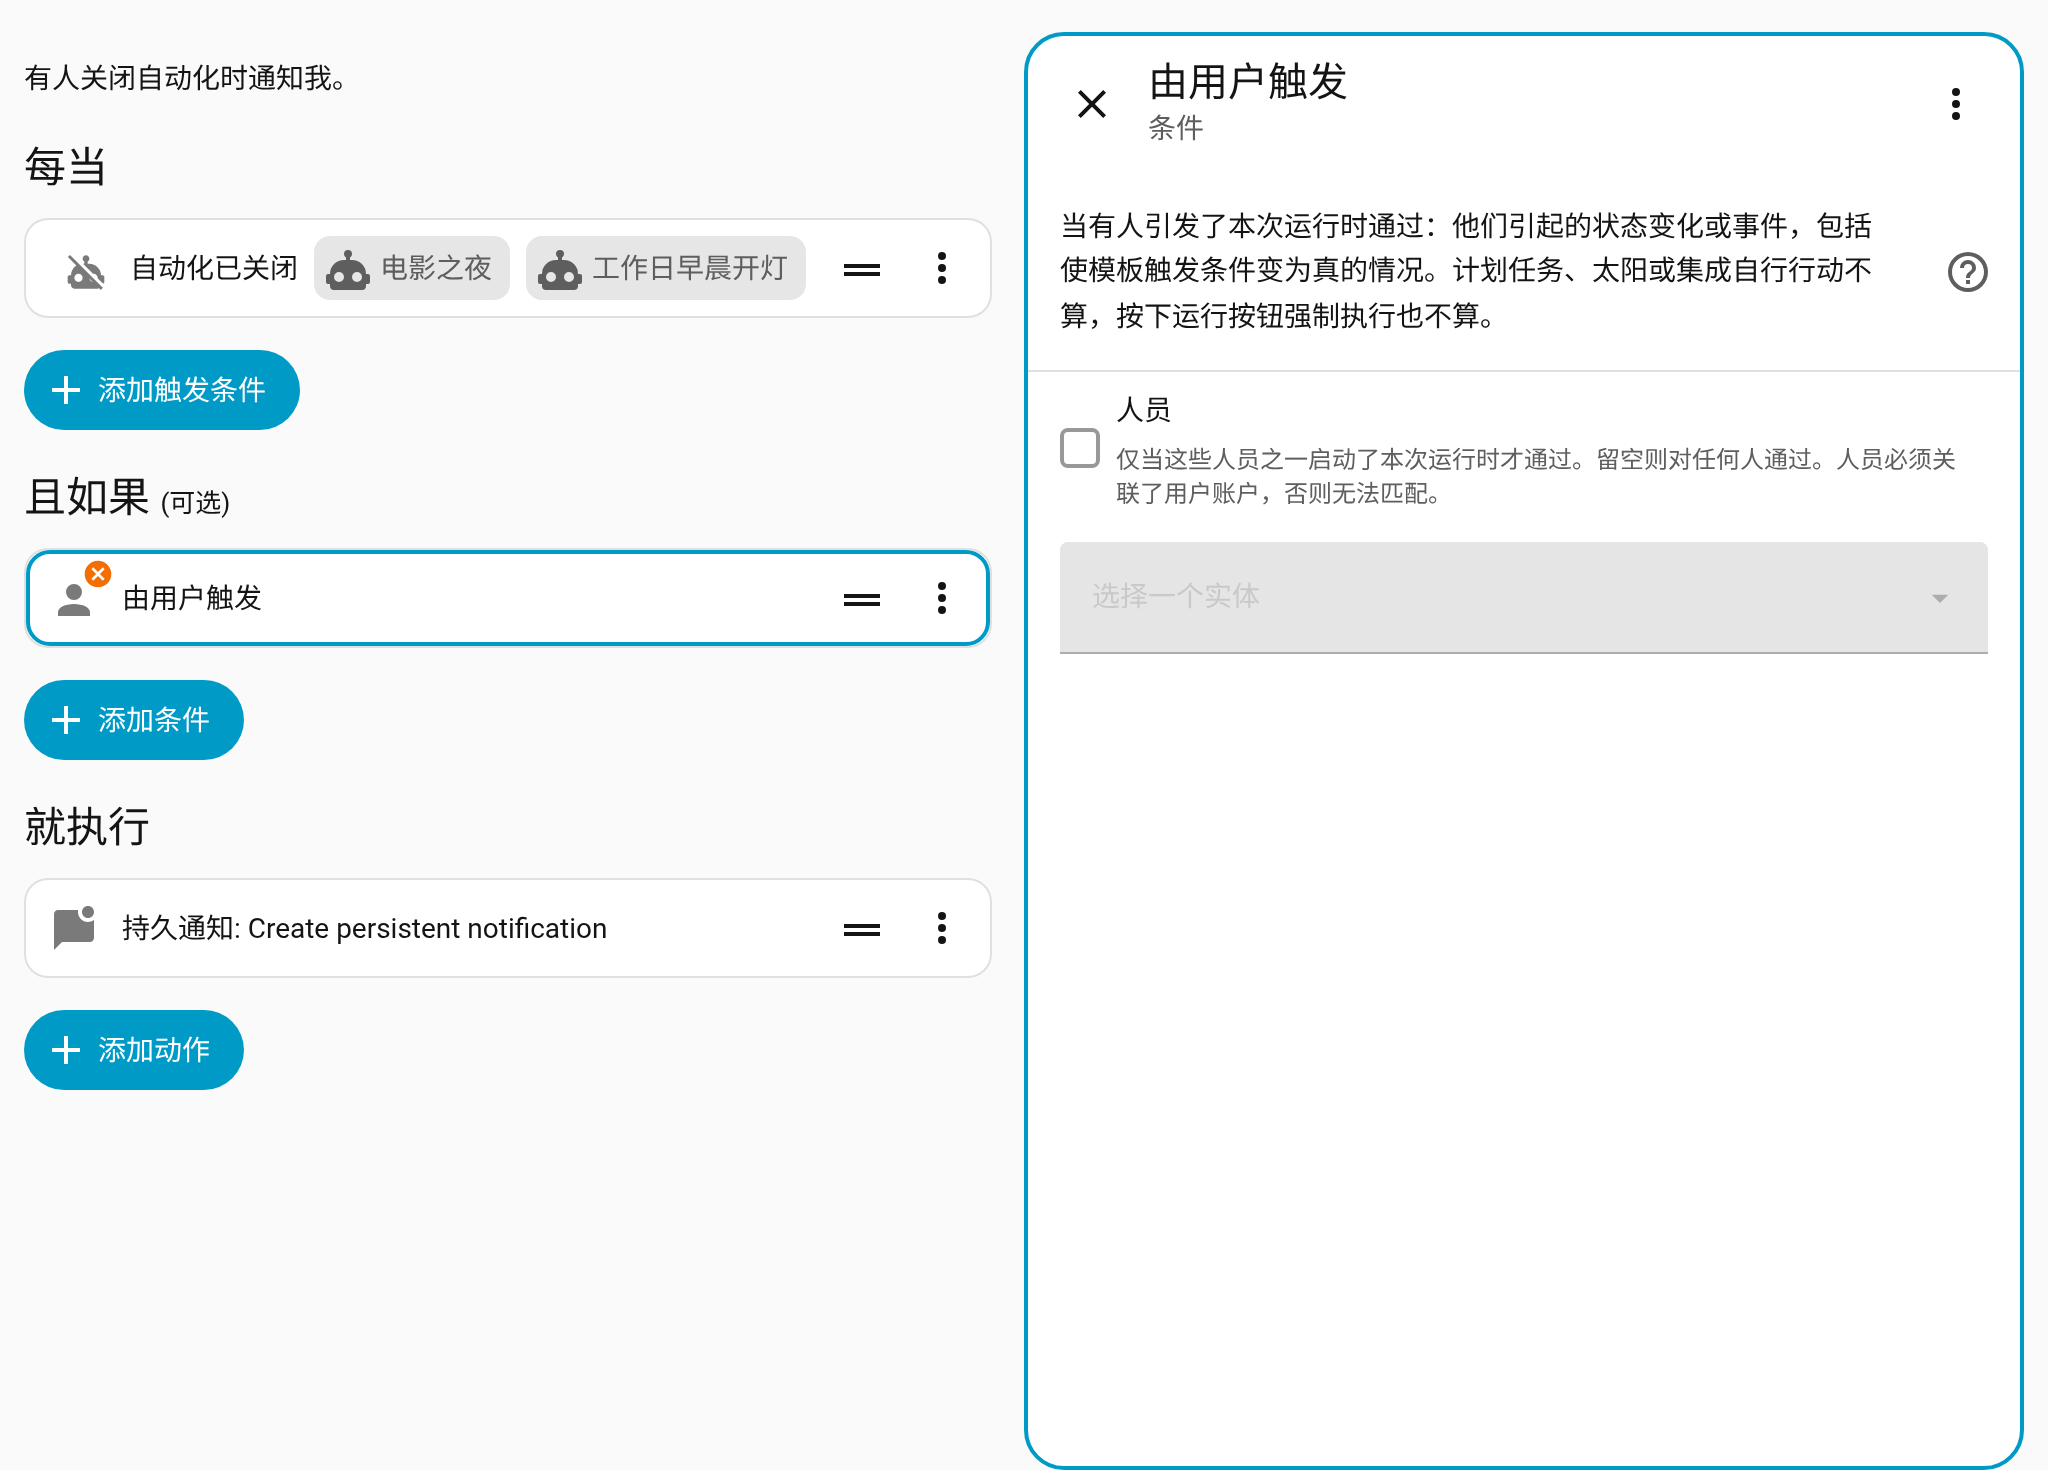 有人关闭自动化时通知我。
每当
自动化已关闭 电影之夜 工作日早晨开灯
添加触发条件
且如果 (可选)
由用户触发
添加条件
就执行
持久通知: Create persistent notification
添加动作
由用户触发
条件
当有人引发了本次运行时通过：他们引起的状态变化或事件，包括
使模板触发条件变为真的情况。计划任务、太阳或集成自行行动不
算，按下运行按钮强制执行也不算。
人员
仅当这些人员之一启动了本次运行时才通过。留空则对任何人通过。人员必须关
联了用户账户，否则无法匹配。
选择一个实体